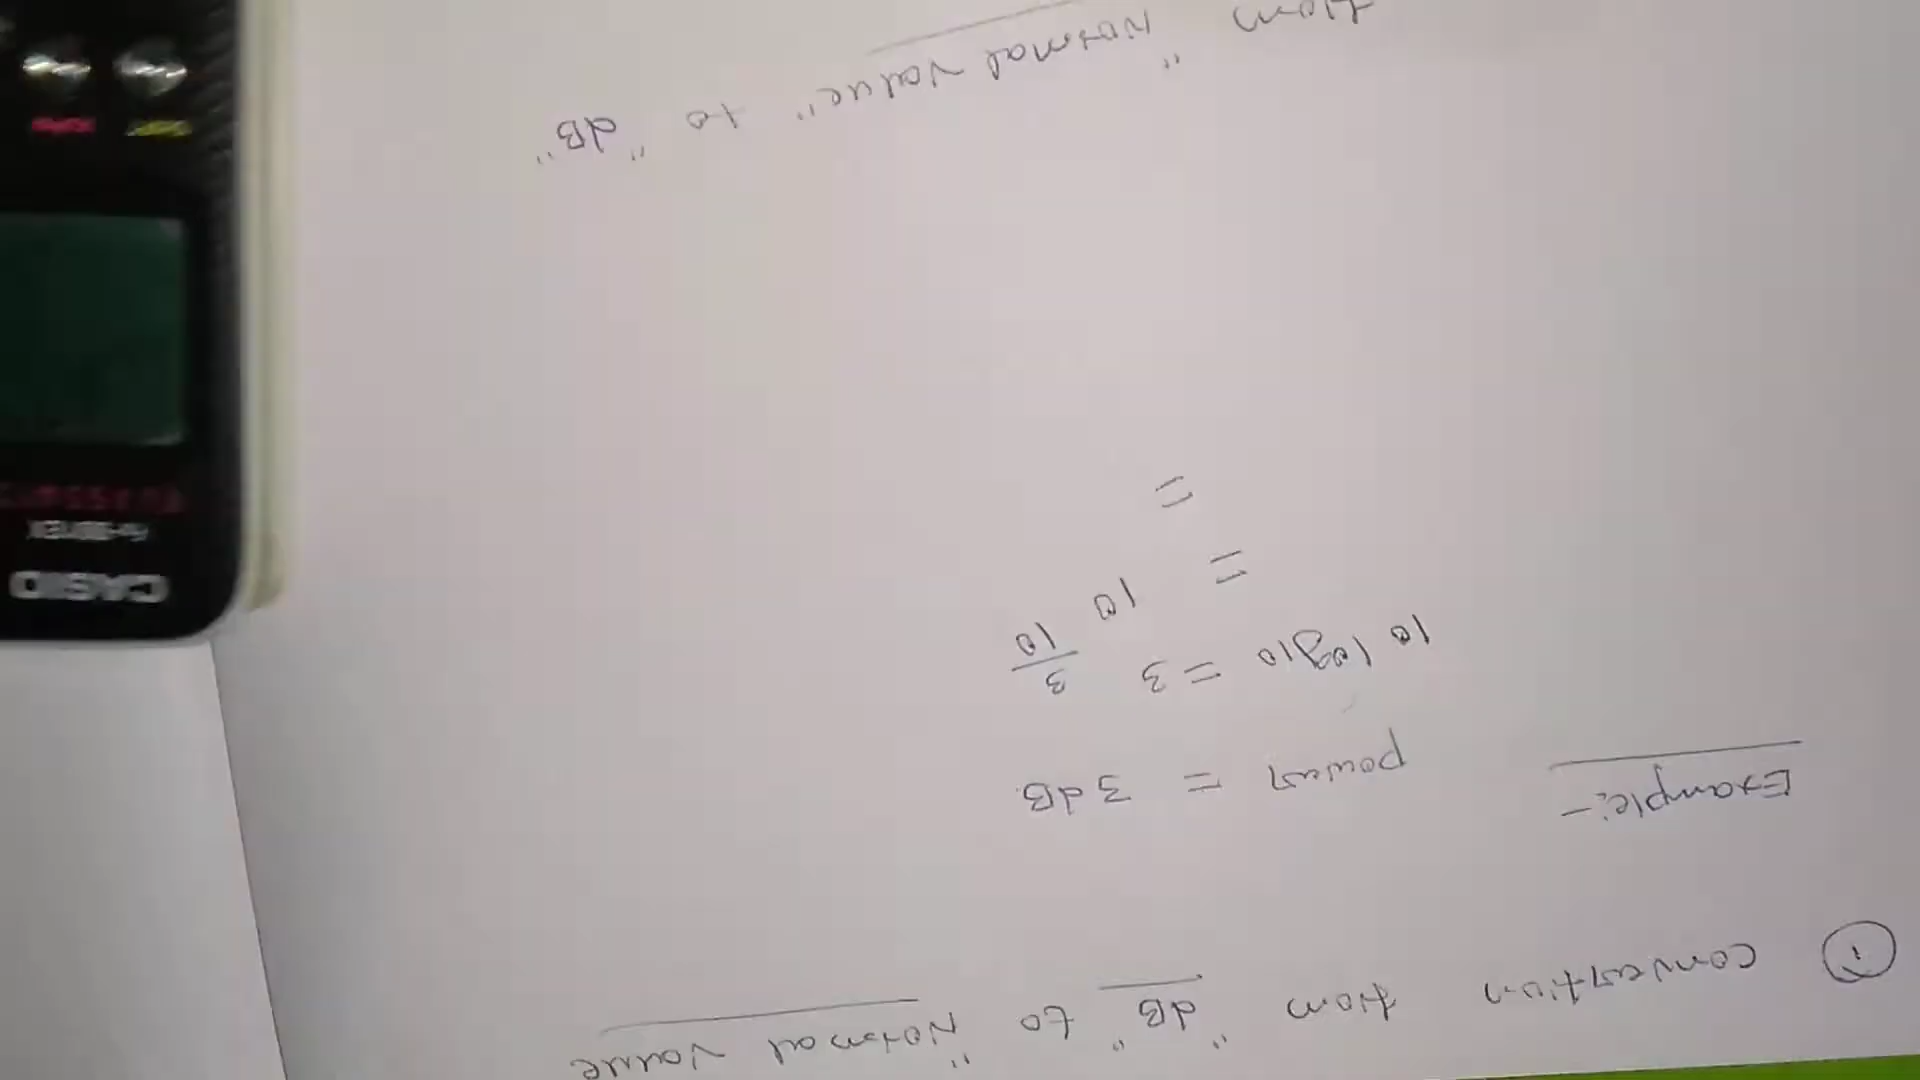 ① conversion from "dB" to "Normal value
Example:- power = 3 dB
10 log10 = 3
= 10 3/10
=
from "Normal value" to "dB"
CASIO